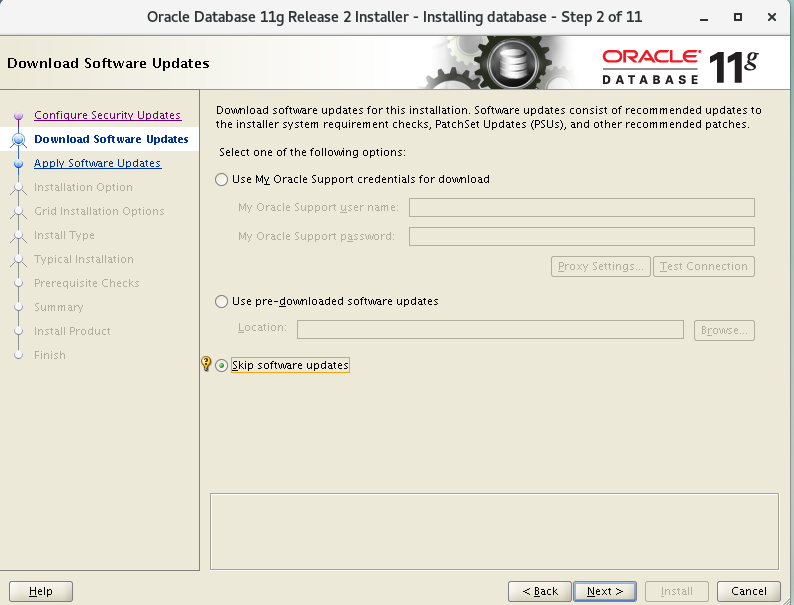 Oracle Database 11g Release 2 Installer - Installing database - Step 2 of 11
Download Software Updates
ORACLE
DATABASE 11g
Configure Security Updates
Download Software Updates
Apply Software Updates
Installation Option
Grid Installation Options
Install Type
Typical Installation
Prerequisite Checks
Summary
Install Product
Finish
Download software updates for this installation. Software updates consist of recommended updates to
the installer system requirement checks, PatchSet Updates (PSUs), and other recommended patches.
Select one of the following options:
Use My Oracle Support credentials for download
My Oracle Support user name:
My Oracle Support password:
Proxy Settings... Test Connection
Use pre-downloaded software updates
Location: Browse...
Skip software updates
Help < Back Next > Install Cancel